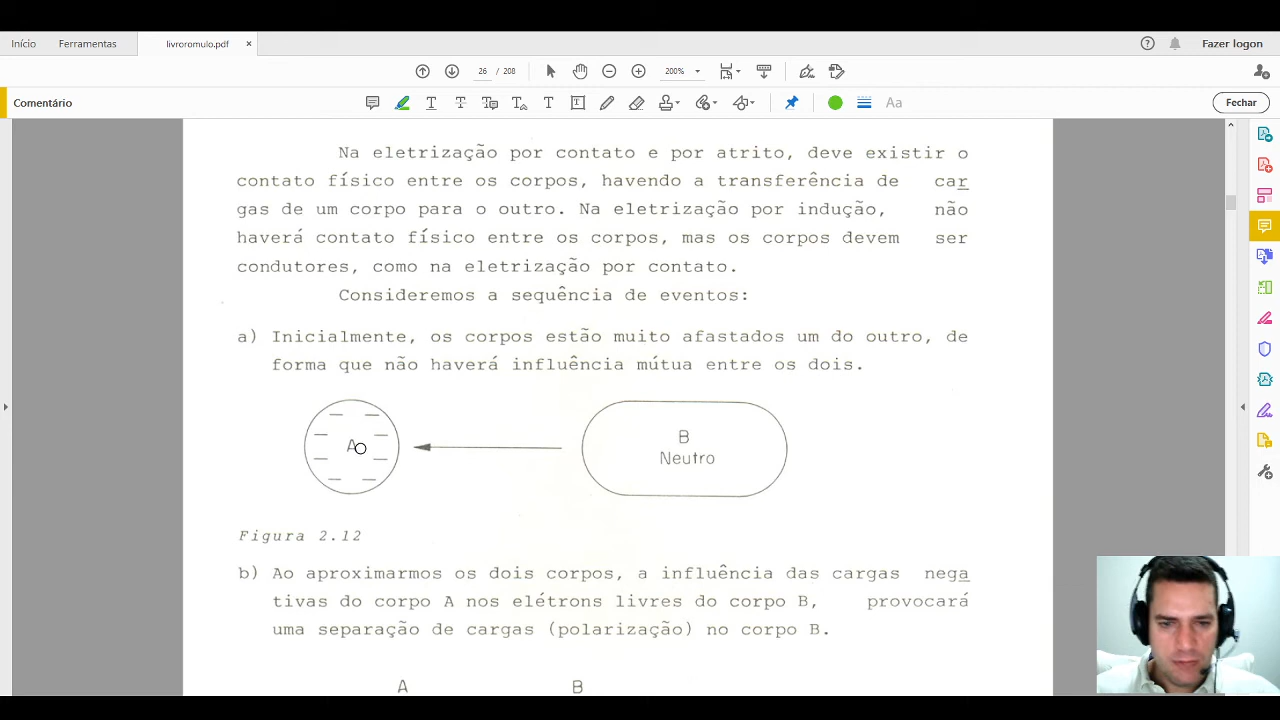 Início Ferramentas livroromulo.pdf × Fazer logon
26 / 208 200%
Comentário Aa Fechar
Na eletrização por contato e por atrito, deve existir o
contato físico entre os corpos, havendo a transferência de car
gas de um corpo para o outro. Na eletrização por indução, não
haverá contato físico entre os corpos, mas os corpos devem ser
condutores, como na eletrização por contato.
Consideremos a sequência de eventos:
a) Inicialmente, os corpos estão muito afastados um do outro, de
forma que não haverá influência mútua entre os dois.
A
B
Neutro
Figura 2.12
b) Ao aproximarmos os dois corpos, a influência das cargas nega
tivas do corpo A nos elétrons livres do corpo B, provocará
uma separação de cargas (polarização) no corpo B.
A B